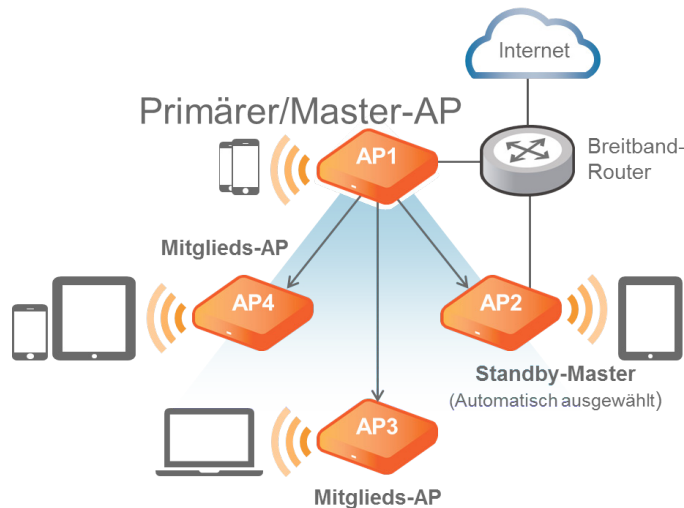 Internet
Primärer/Master-AP
AP1
Breitband-
Router
Mitglieds-AP
AP4
AP2
Standby-Master
(Automatisch ausgewählt)
AP3
Mitglieds-AP